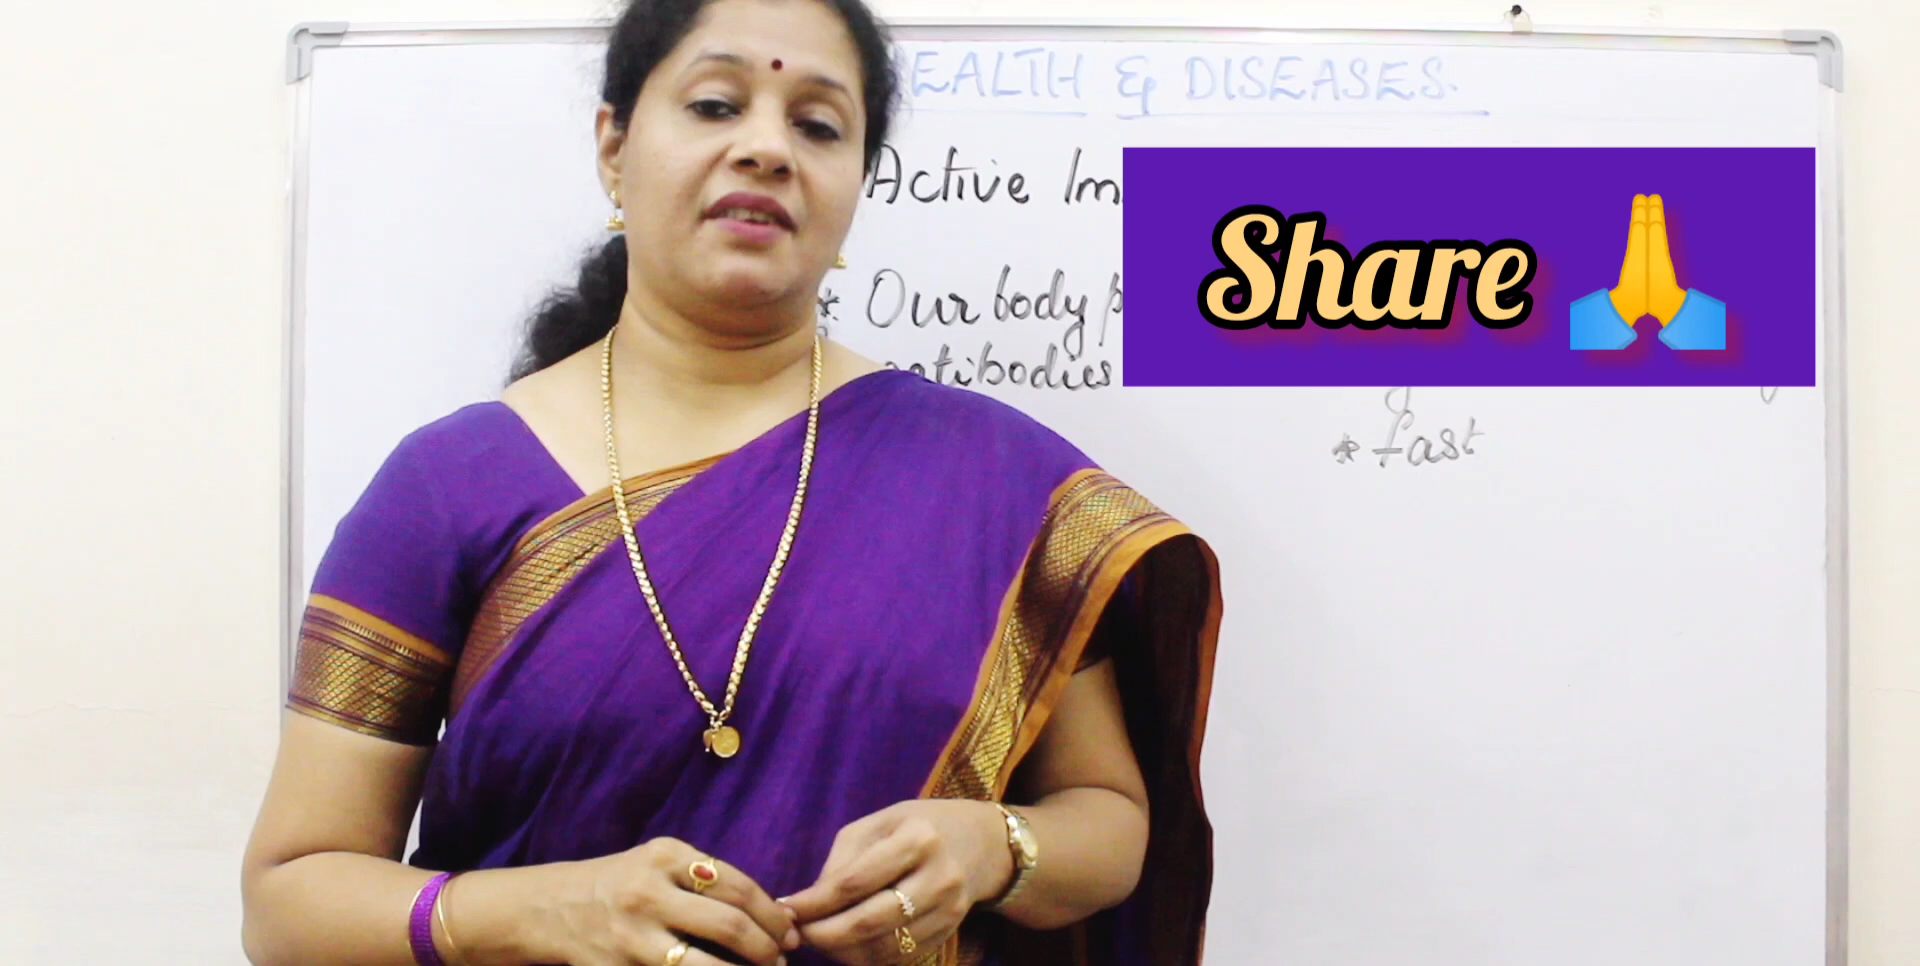 EALTH & DISEASES.
Active Im
Share 🙏
* Our body p
antibodies
* fast